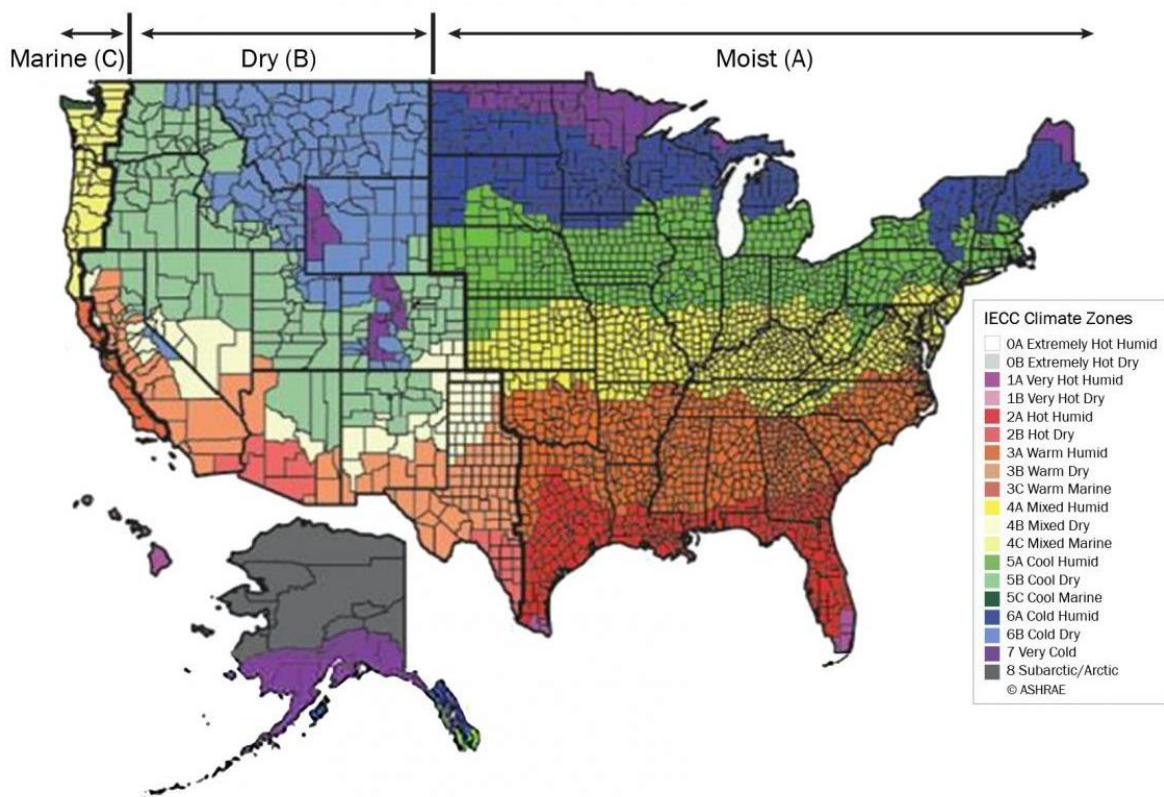 Marine (C)
Dry (B)
Moist (A)
IECC Climate Zones
0A Extremely Hot Humid
0B Extremely Hot Dry
1A Very Hot Humid
1B Very Hot Dry
2A Hot Humid
2B Hot Dry
3A Warm Humid
3B Warm Dry
3C Warm Marine
4A Mixed Humid
4B Mixed Dry
4C Mixed Marine
5A Cool Humid
5B Cool Dry
5C Cool Marine
6A Cold Humid
6B Cold Dry
7 Very Cold
8 Subarctic/Arctic
© ASHRAE